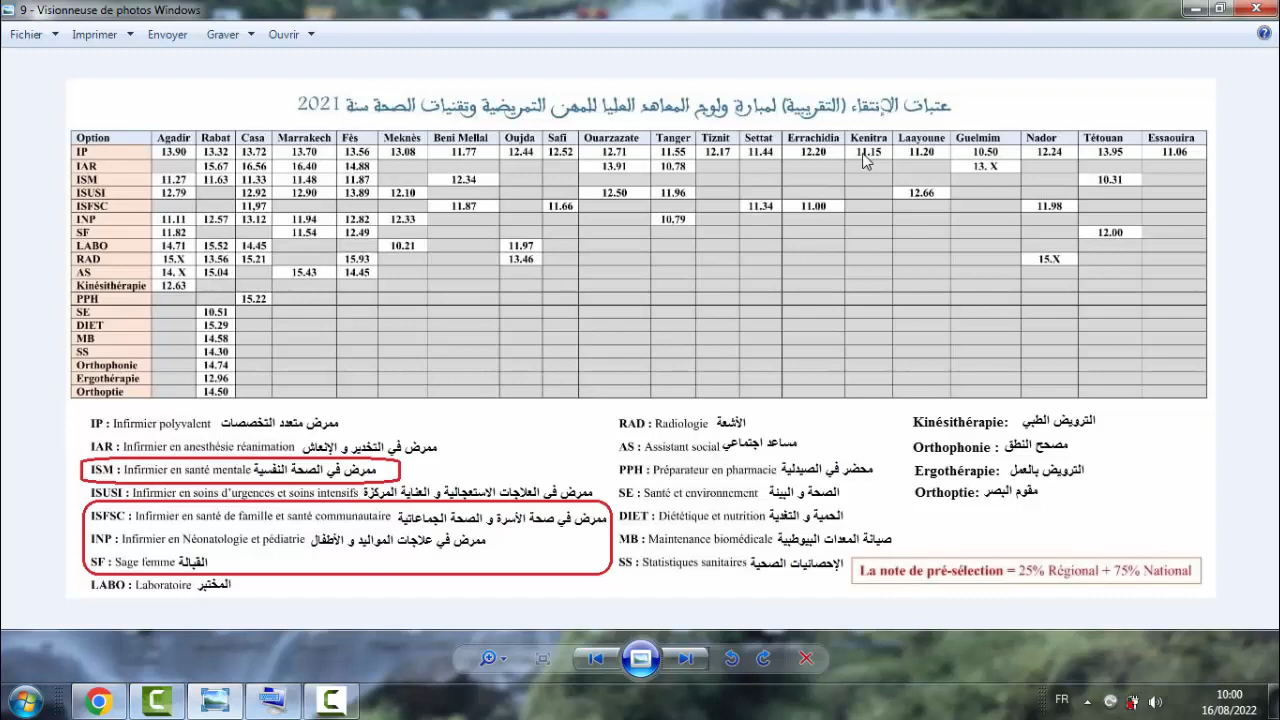 9 - Visionneuse de photos Windows
Fichier Imprimer Envoyer Graver Ouvrir
عتبات الإنتقاء (التقريبية) لمباراة ولوج المعاهد العليا للمهن التمريضية وتقنيات الصحة سنة 2021
Option Agadir Rabat Casa Marrakech Fès Meknès Beni Mellal Oujda Safi Ouarzazate Tanger Tiznit Settat Errachidia Kenitra Laayoune Guelmim Nador Tétouan Essaouira
IP 13.90 13.32 13.72 13.70 13.56 13.08 11.77 12.44 12.52 12.71 11.55 12.17 11.44 12.20 11.15 11.20 10.50 12.24 13.95 11.06
IAR 15.67 16.56 16.40 14.88 13.91 10.78 13. X
ISM 11.27 11.63 11.33 11.48 11.87 12.34 10.31
ISUSI 12.79 12.92 12.90 13.89 12.10 12.50 11.96 12.66
ISFSC 11.97 11.87 11.66 11.34 11.00 11.98
INP 11.11 12.57 13.12 11.94 12.82 12.33 10,79
SF 11.82 11.54 12.49 12.00
LABO 14.71 15.52 14.45 10.21 11.97
RAD 15.X 13.56 15.21 15.93 13.46 15.X
AS 14. X 15.04 15.43 14.45
Kinésithérapie 12.63
PPH 15.22
SE 10.51
DIET 15.29
MB 14.58
SS 14.30
Orthophonie 14.74
Ergothérapie 12.96
Orthoptie 14.50
IP : Infirmier polyvalent ممرض متعدد التخصصات
IAR : Infirmier en anesthésie réanimation ممرض في التخدير و الإنعاش
ISM : Infirmier en santé mentale ممرض في الصحة النفسية
ISUSI : Infirmier en soins d'urgences et soins intensifs ممرض في العلاجات الاستعجالية و العناية المركزة
ISFSC : Infirmier en santé de famille et santé communautaire ممرض في صحة الأسرة و الصحة الجماعاتية
INP : Infirmier en Néonatologie et pédiatrie ممرض في علاجات المواليد و الأطفال
SF : Sage femme القبالة
LABO : Laboratoire المختبر
RAD : Radiologie الأشعة
AS : Assistant social مساعد اجتماعي
PPH : Préparateur en pharmacie محضر في الصيدلية
SE : Santé et environnement الصحة و البيئة
DIET : Diététique et nutrition الحمية و التغدية
MB : Maintenance biomédicale صيانة المعدات البيوطبية
SS : Statistiques sanitaires الإحصائيات الصحية
Kinésithérapie: الترويض الطبي
Orthophonie : مصحح النطق
Ergothérapie: الترويض بالعمل
Orthoptie: مقوم البصر
La note de pré-sélection = 25% Régional + 75% National
FR
10:00
16/08/2022